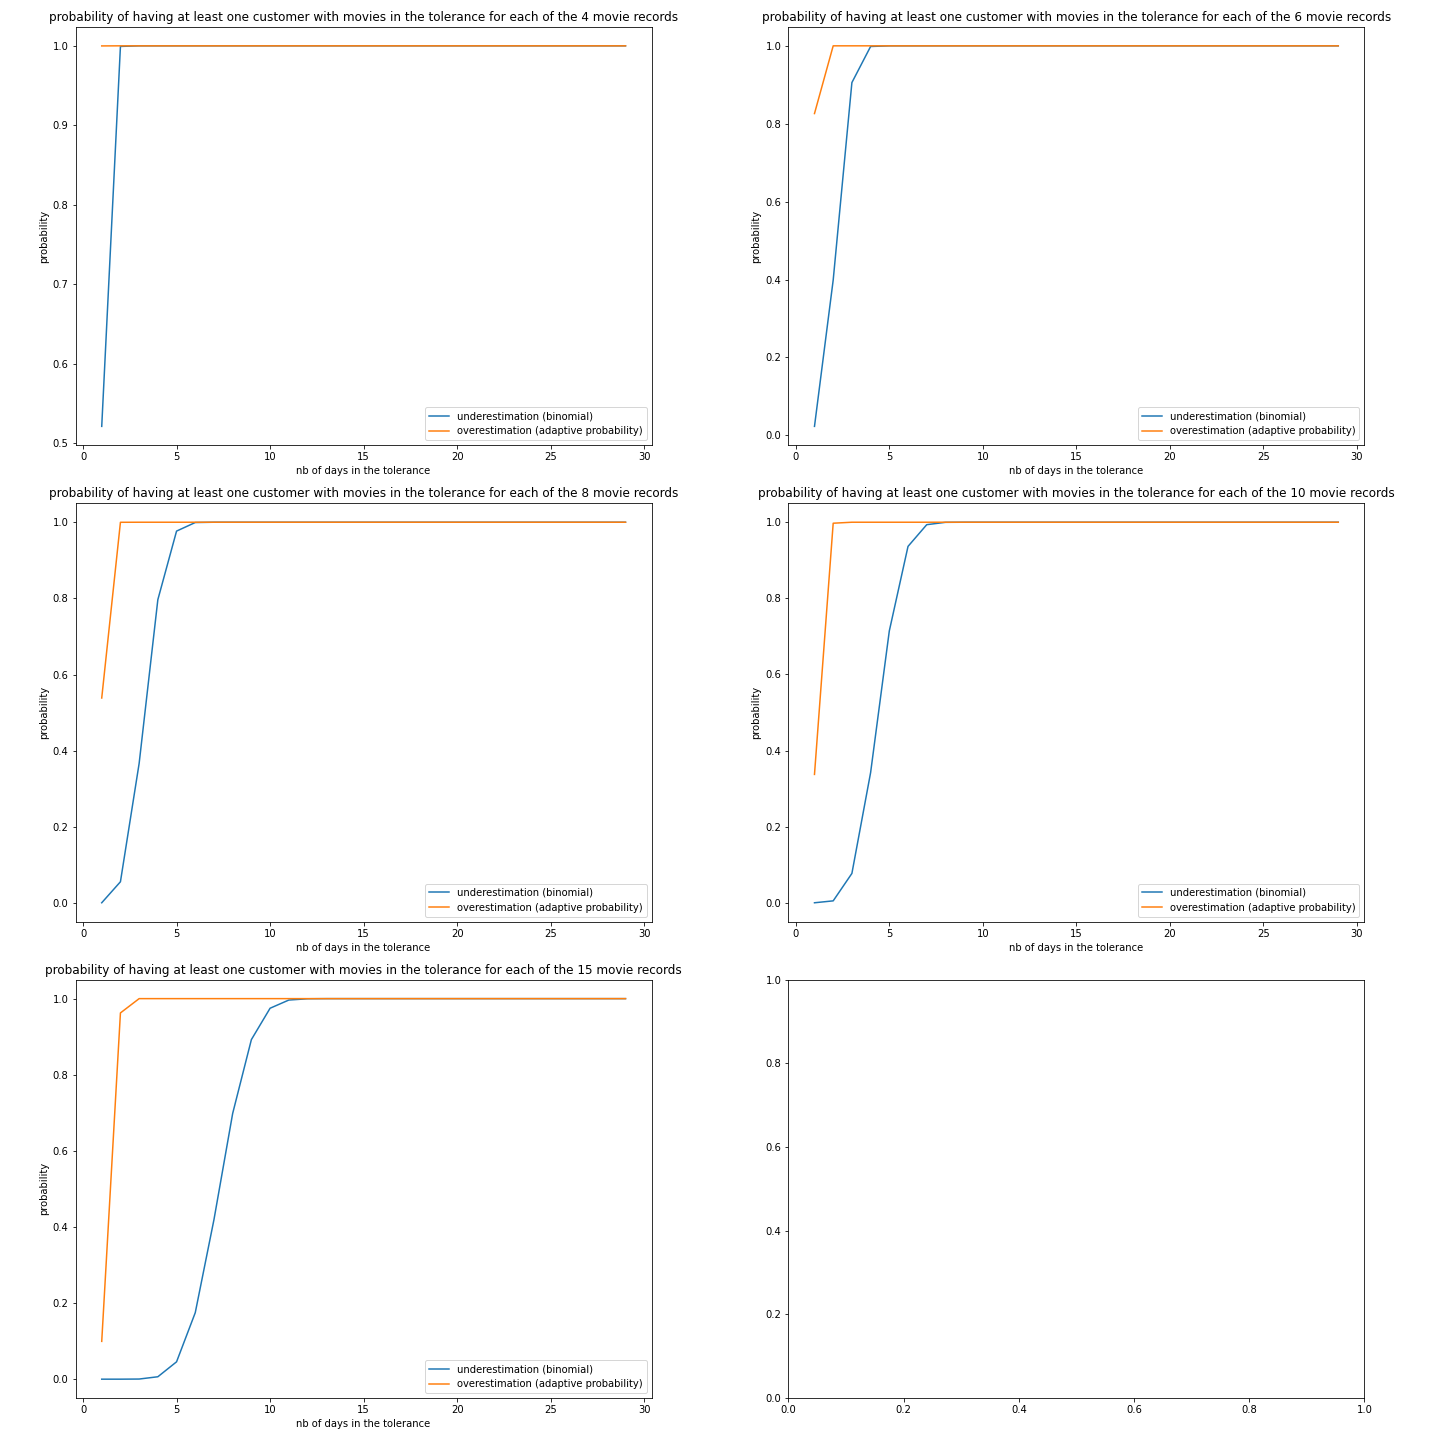 probability of having at least one customer with movies in the tolerance for each of the 4 movie records
1.0
0.9
0.8
0.7
0.6
0.5
probability
0 5 10 15 20 25 30
nb of days in the tolerance
underestimation (binomial)
overestimation (adaptive probability)
probability of having at least one customer with movies in the tolerance for each of the 6 movie records
1.0
0.8
0.6
0.4
0.2
0.0
probability
0 5 10 15 20 25 30
nb of days in the tolerance
underestimation (binomial)
overestimation (adaptive probability)
probability of having at least one customer with movies in the tolerance for each of the 8 movie records
1.0
0.8
0.6
0.4
0.2
0.0
probability
0 5 10 15 20 25 30
nb of days in the tolerance
underestimation (binomial)
overestimation (adaptive probability)
probability of having at least one customer with movies in the tolerance for each of the 10 movie records
1.0
0.8
0.6
0.4
0.2
0.0
probability
0 5 10 15 20 25 30
nb of days in the tolerance
underestimation (binomial)
overestimation (adaptive probability)
probability of having at least one customer with movies in the tolerance for each of the 15 movie records
1.0
0.8
0.6
0.4
0.2
0.0
probability
0 5 10 15 20 25 30
nb of days in the tolerance
underestimation (binomial)
overestimation (adaptive probability)
1.0
0.8
0.6
0.4
0.2
0.0
0.0 0.2 0.4 0.6 0.8 1.0